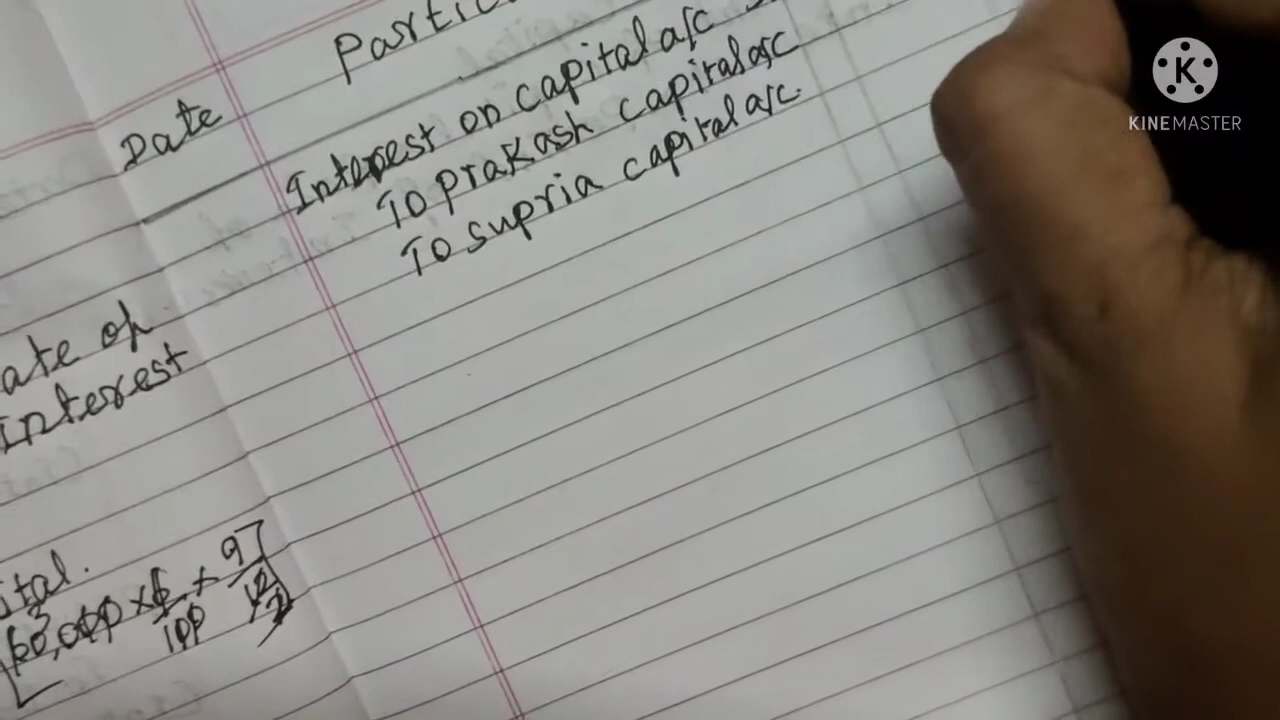 Partic
Date
Interest on capital a/c
To Prakash capital a/c
To Supria capital a/c.
ate of
interest
ital.
K
KINEMASTER